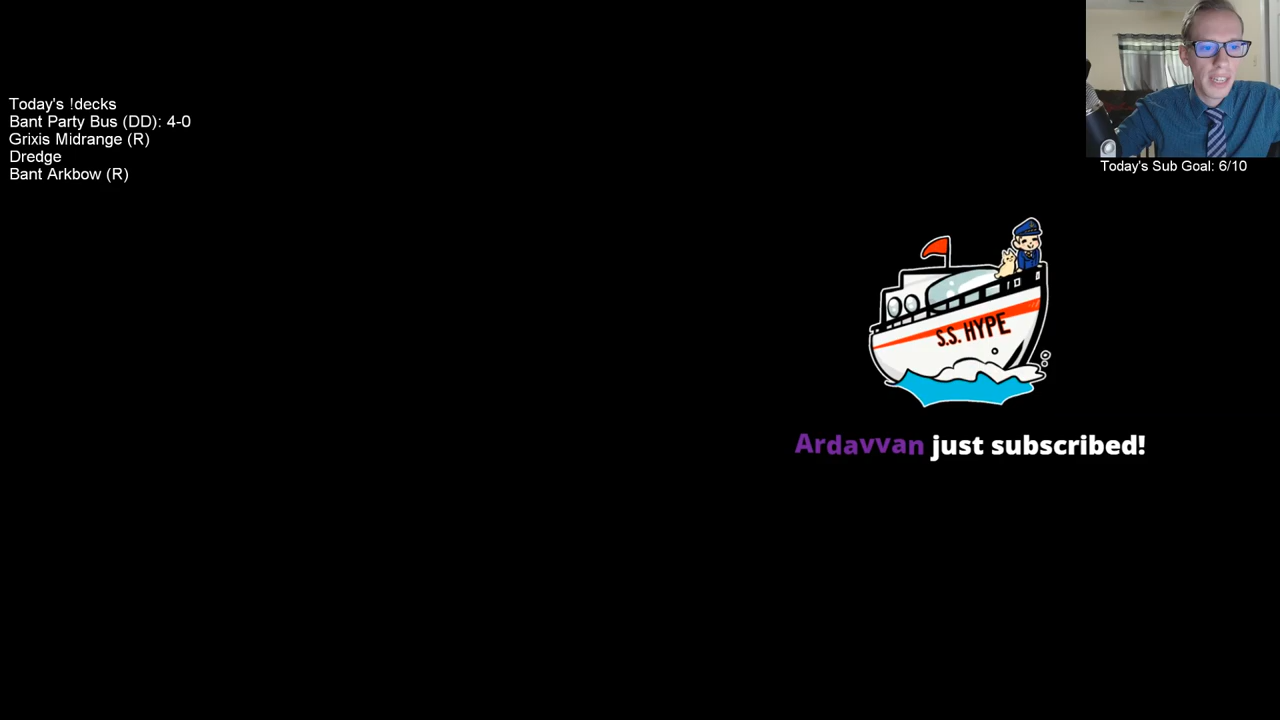 Today's !decks
Bant Party Bus (DD): 4-0
Grixis Midrange (R)
Dredge
Bant Arkbow (R)
Today's Sub Goal: 6/10
S.S. HYPE
Ardavvan just subscribed!